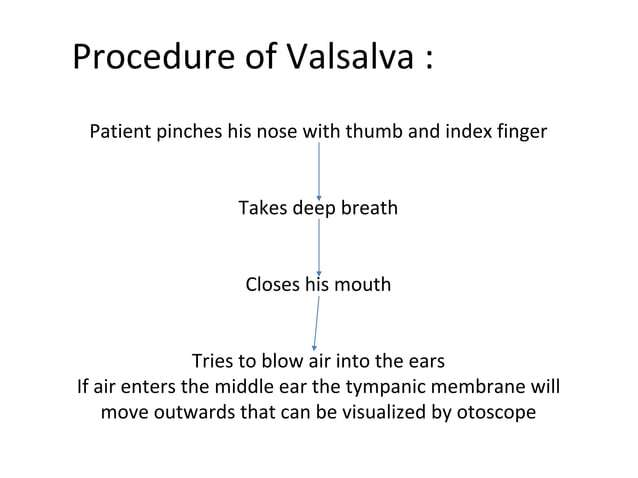 Procedure of Valsalva :
Patient pinches his nose with thumb and index finger
Takes deep breath
Closes his mouth
Tries to blow air into the ears
If air enters the middle ear the tympanic membrane will
move outwards that can be visualized by otoscope